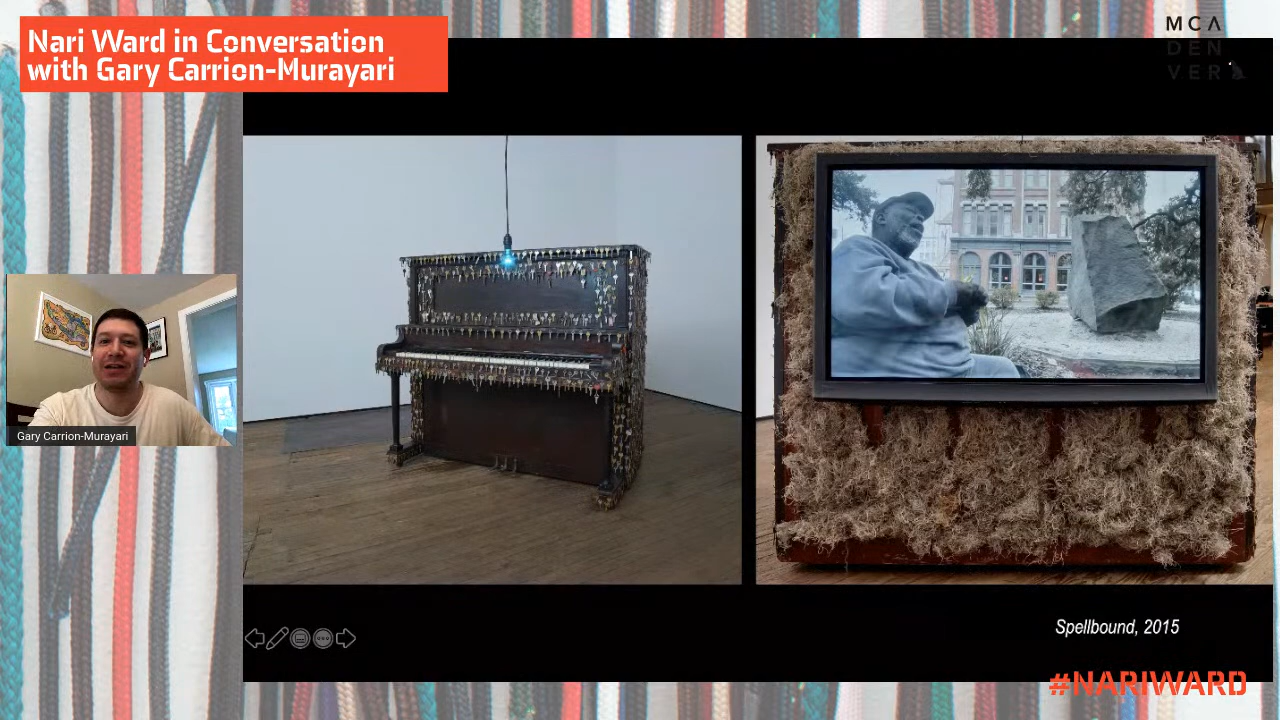 Nari Ward in Conversation
with Gary Carrion-Murayari
MCA
DEN
VER
Gary Carrion-Murayari
Spellbound, 2015
#NARIWARD